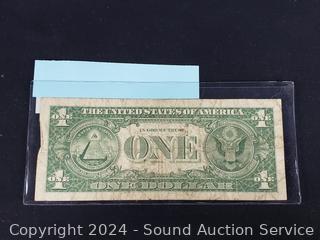 1
THE UNITED STATES OF AMERICA
1
IN GOD WE TRUST
ONE
1
ONE DOLLAR
1
Copyright 2024 - Sound Auction Service